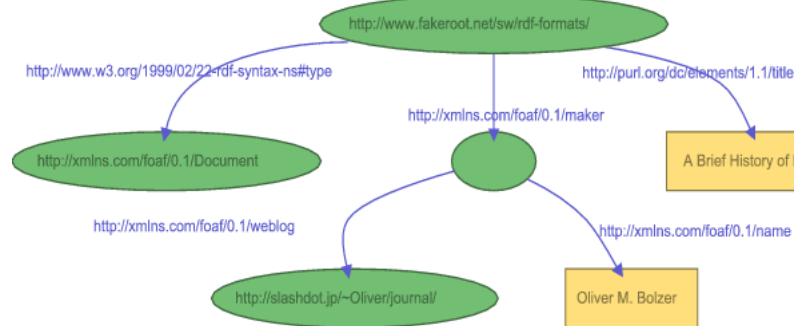 http://www.fakeroot.net/sw/rdf-formats/
http://www.w3.org/1999/02/22-rdf-syntax-ns#type
http://purl.org/dc/elements/1.1/title
http://xmlns.com/foaf/0.1/maker
http://xmlns.com/foaf/0.1/Document
A Brief History of
http://xmlns.com/foaf/0.1/weblog
http://xmlns.com/foaf/0.1/name
http://slashdot.jp/~Oliver/journal/
Oliver M. Bolzer